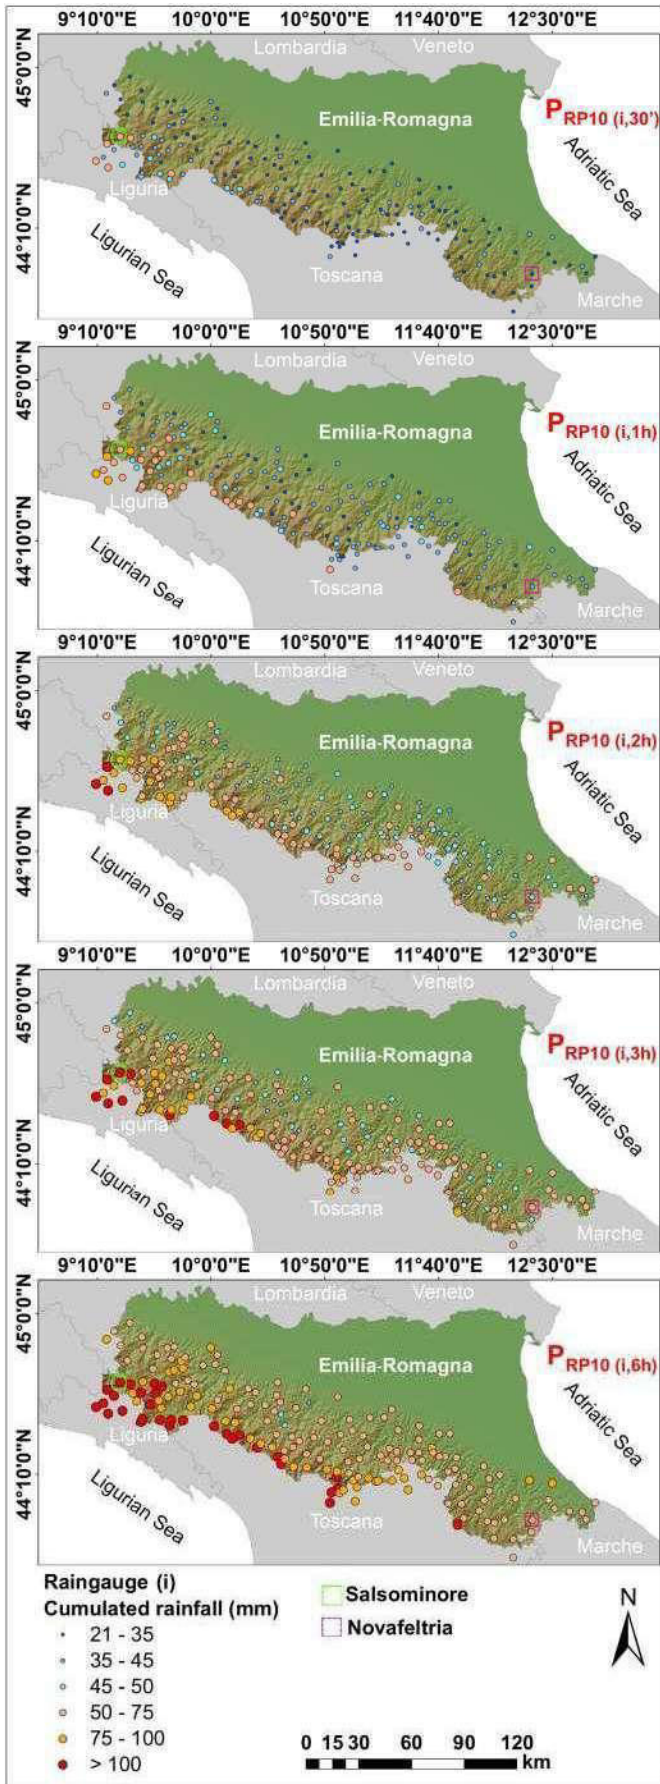 9°10'0"E 10°00'0"E 10°50'0"E 11°40'0"E 12°30'0"E
45°0'0"N
44°10'0"N
Lombardia
Veneto
P RP10 (i,30')
Emilia-Romagna
Adriatic Sea
Liguria
Ligurian Sea
Toscana
Marche
9°10'0"E 10°00'0"E 10°50'0"E 11°40'0"E 12°30'0"E
45°0'0"N
44°10'0"N
Lombardia
Veneto
P RP10 (i,1h)
Emilia-Romagna
Adriatic Sea
Liguria
Ligurian Sea
Toscana
Marche
9°10'0"E 10°00'0"E 10°50'0"E 11°40'0"E 12°30'0"E
45°0'0"N
44°10'0"N
Lombardia
Veneto
P RP10 (i,2h)
Emilia-Romagna
Adriatic Sea
Liguria
Ligurian Sea
Toscana
Marche
9°10'0"E 10°00'0"E 10°50'0"E 11°40'0"E 12°30'0"E
45°0'0"N
44°10'0"N
Lombardia
Veneto
P RP10 (i,3h)
Emilia-Romagna
Adriatic Sea
Liguria
Ligurian Sea
Toscana
Marche
9°10'0"E 10°00'0"E 10°50'0"E 11°40'0"E 12°30'0"E
45°0'0"N
44°10'0"N
Lombardia
Veneto
P RP10 (i,6h)
Emilia-Romagna
Adriatic Sea
Liguria
Ligurian Sea
Toscana
Marche
Raingauge (i)
Cumulated rainfall (mm)
21 - 35
35 - 45
45 - 50
50 - 75
75 - 100
> 100
Salsominore
Novafeltria
N
0 15 30 60 90 120
km